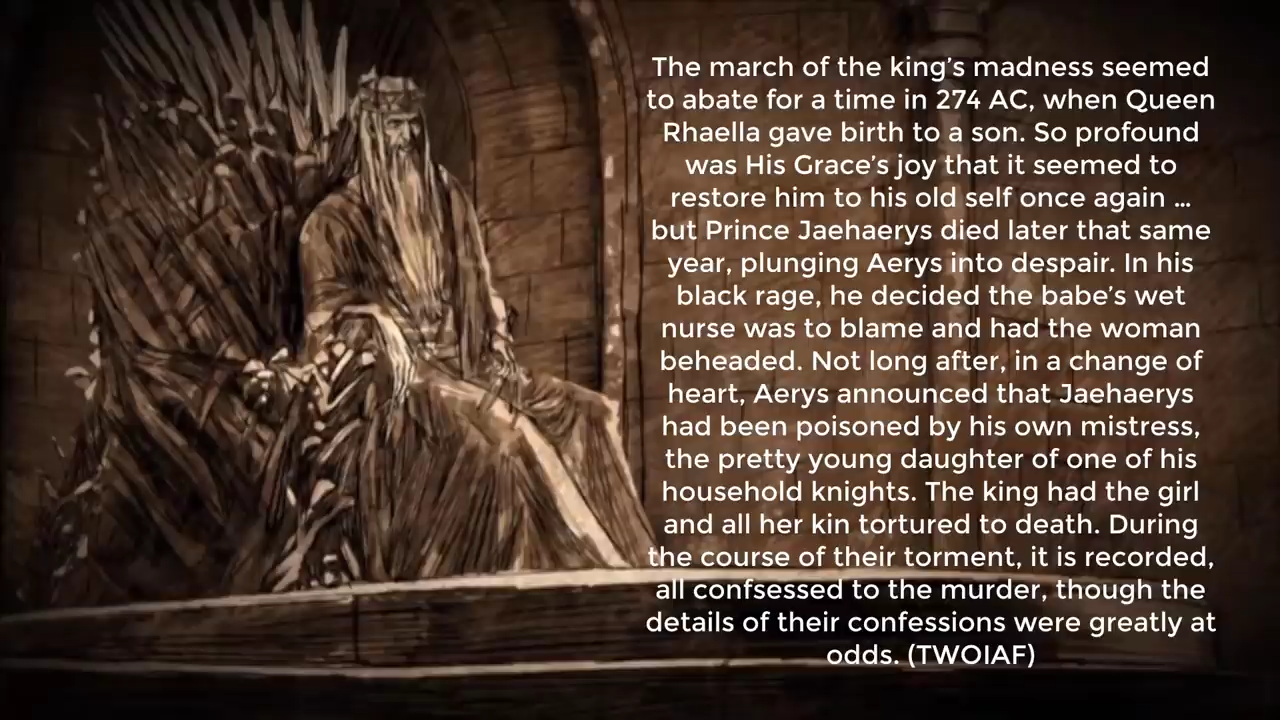 The march of the king’s madness seemed
to abate for a time in 274 AC, when Queen
Rhaella gave birth to a son. So profound
was His Grace’s joy that it seemed to
restore him to his old self once again ...
but Prince Jaehaerys died later that same
year, plunging Aerys into despair. In his
black rage, he decided the babe’s wet
nurse was to blame and had the woman
beheaded. Not long after, in a change of
heart, Aerys announced that Jaehaerys
had been poisoned by his own mistress,
the pretty young daughter of one of his
household knights. The king had the girl
and all her kin tortured to death. During
the course of their torment, it is recorded,
all confsessed to the murder, though the
details of their confessions were greatly at
odds. (TWOIAF)